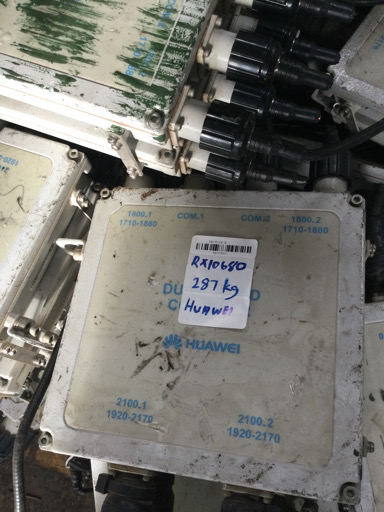 1800.1
COM.1
COM.2
1800.2
1710-1880
1710-1880
RX10680
287 kg
HUAWEI
DU
D
C
HUAWEI
2100.1
1920-2170
2100.2
1920-2170